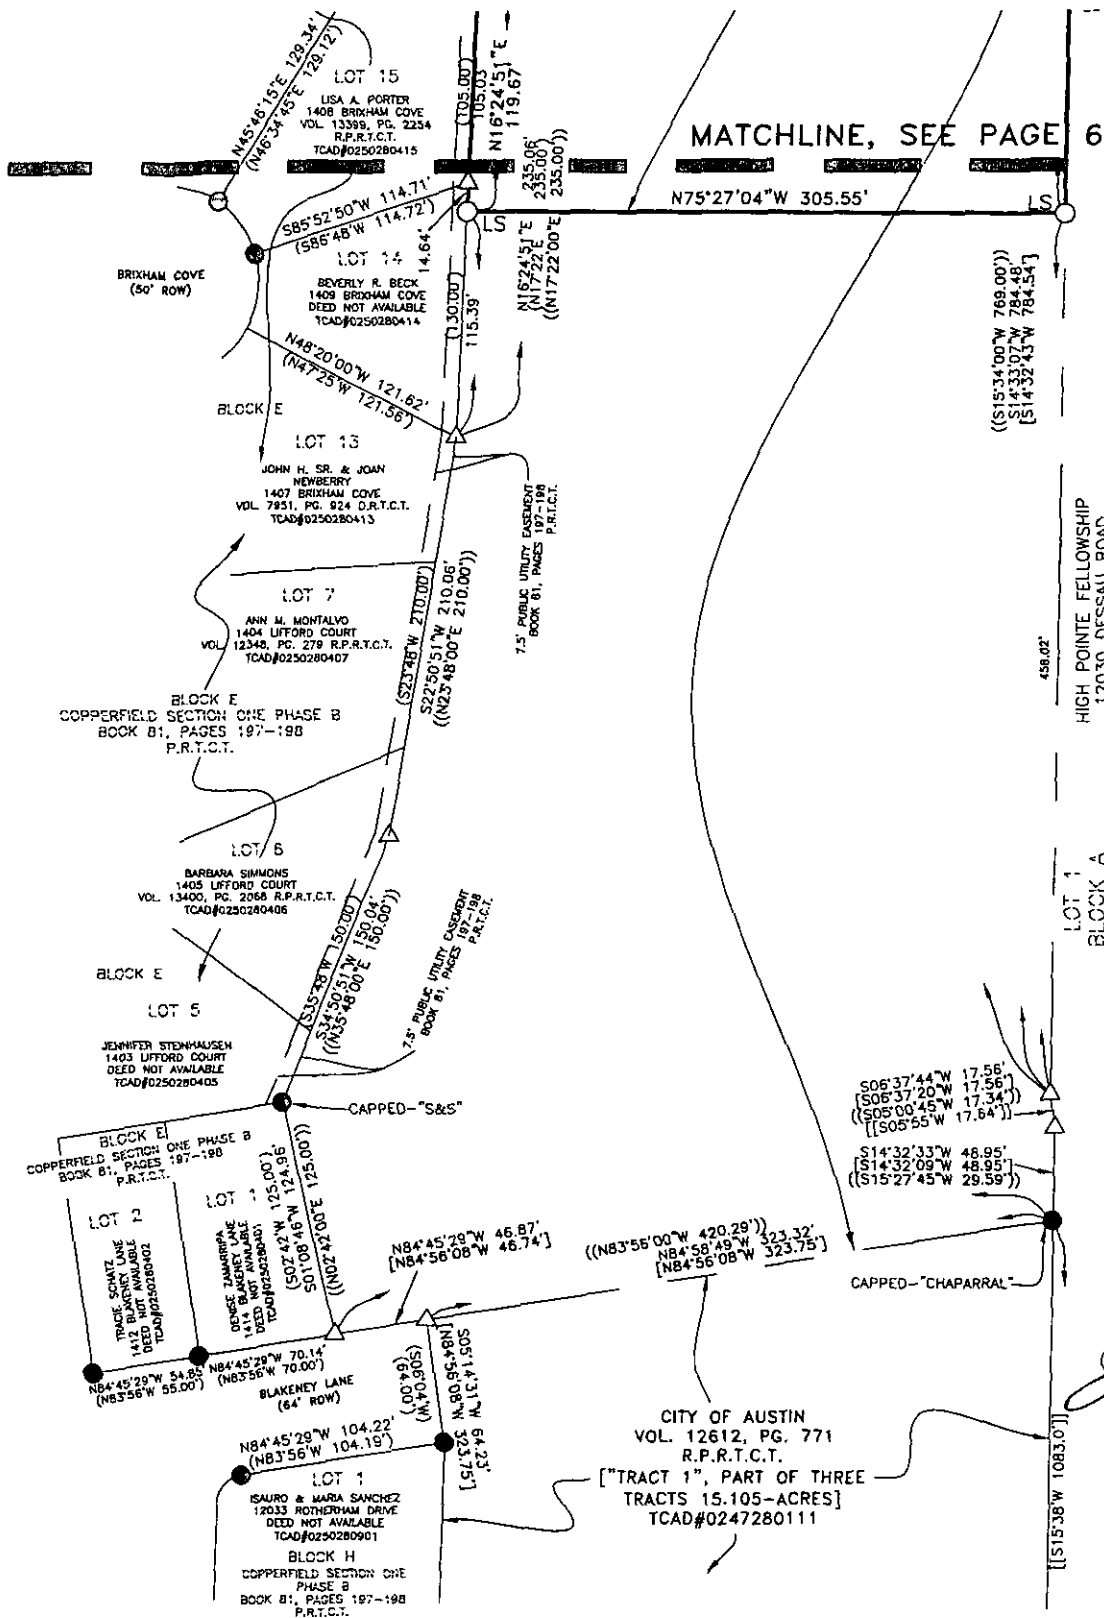 N45°46'15"E 129.34'
(N46°34'45"E 129.12')
LOT 15
LISA A. PORTER
1408 BRIXHAM COVE
VOL. 13399, PG. 2254
R.P.R.T.C.T.
TCAD#0250280415
(105.00')
105.03
N16°24'51"E
119.67
MATCHLINE, SEE PAGE 6
235.06'
235.00')
235.00'))
N16°24'51"E
(N17°22'E
((N17°22'00"E
N75°27'04"W 305.55'
LS
LS
S85°52'50"W 114.71'
(S86°48'W 114.72')
14.64'
BRIXHAM COVE
(50' ROW)
LOT 14
BEVERLY R. BECK
1409 BRIXHAM COVE
DEED NOT AVAILABLE
TCAD#0250280414
(130.00')
115.39'
((S15°34'00"W 769.00'))
S14°33'07"W 784.48'
[S14°32'43"W 784.54']
N48°20'00"W 121.62'
(N47°25'W 121.56')
BLOCK E
LOT 13
JOHN H. SR. & JOAN
NEWBERRY
1407 BRIXHAM COVE
VOL. 7951, PG. 924 D.R.T.C.T.
TCAD#0250280413
7.5' PUBLIC UTILITY EASEMENT
BOOK 81, PAGES 197-198
P.R.T.C.T.
LOT 7
ANN M. MONTALVO
1404 LIFFORD COURT
VOL. 12348, PG. 279 R.P.R.T.C.T.
TCAD#0250280407
(S23°48'W 210.00')
S22°50'51"W 210.06'
((N23°48'00"E 210.00'))
BLOCK E
COPPERFIELD SECTION ONE PHASE B
BOOK 81, PAGES 197-198
P.R.T.C.T.
458.02'
HIGH POINTE FELLOWSHIP
12030 DESSAU ROAD
LOT 1
BLOCK A
LOT 6
BARBARA SIMMONS
1405 LIFFORD COURT
VOL. 13400, PG. 2068 R.P.R.T.C.T.
TCAD#0250280406
(S35°48'W 150.00')
S34°50'51"W 150.04'
((N35°48'00"E 150.00'))
7.5' PUBLIC UTILITY EASEMENT
BOOK 81, PAGES 197-198
P.R.T.C.T.
BLOCK E
LOT 5
JENNIFER STEINHAUSEN
1403 LIFFORD COURT
DEED NOT AVAILABLE
TCAD#0250280405
CAPPED-"S&S"
S06°37'44"W 17.56'
[S06°37'20"W 17.56']
((S05°00'45"W 17.34'))
[[S05°55'W 17.64']]
S14°32'33"W 48.95'
[S14°32'09"W 48.95']
((S15°27'45"W 29.59'))
BLOCK E
COPPERFIELD SECTION ONE PHASE B
BOOK 81, PAGES 197-198
P.R.T.C.T.
LOT 2
TRACIE SCHATZ
1412 BLAKENEY LANE
DEED NOT AVAILABLE
TCAD#0250280402
LOT 1
DENISE ZAMARRIPA
1414 BLAKENEY LANE
DEED NOT AVAILABLE
TCAD#0250280401
(S02°42'W 125.00')
S01°08'46"W 124.96'
((N02°42'00"E 125.00'))
N84°45'29"W 46.87'
[N84°56'08"W 46.74']
((N83°56'00"W 420.29'))
N84°58'49"W 323.32'
[N84°56'08"W 323.75']
CAPPED-"CHAPARRAL"
N84°45'29"W 54.85'
(N83°56'W 55.00')
N84°45'29"W 70.14'
(N83°56'W 70.00')
BLAKENEY LANE
(64' ROW)
S05°14'31"W 64.23'
[N84°56'08"W 323.75']
(S06°04'W)
(64.00')
N84°45'29"W 104.22'
(N83°56'W 104.19')
LOT 1
ISAURO & MARIA SANCHEZ
12033 ROTHERHAM DRIVE
DEED NOT AVAILABLE
TCAD#0250280901
BLOCK H
COPPERFIELD SECTION ONE
PHASE B
BOOK 81, PAGES 197-198
P.R.T.C.T.
CITY OF AUSTIN
VOL. 12612, PG. 771
R.P.R.T.C.T.
["TRACT 1", PART OF THREE
TRACTS 15.105-ACRES]
TCAD#0247280111
[[S15°38'W 1083.0']]